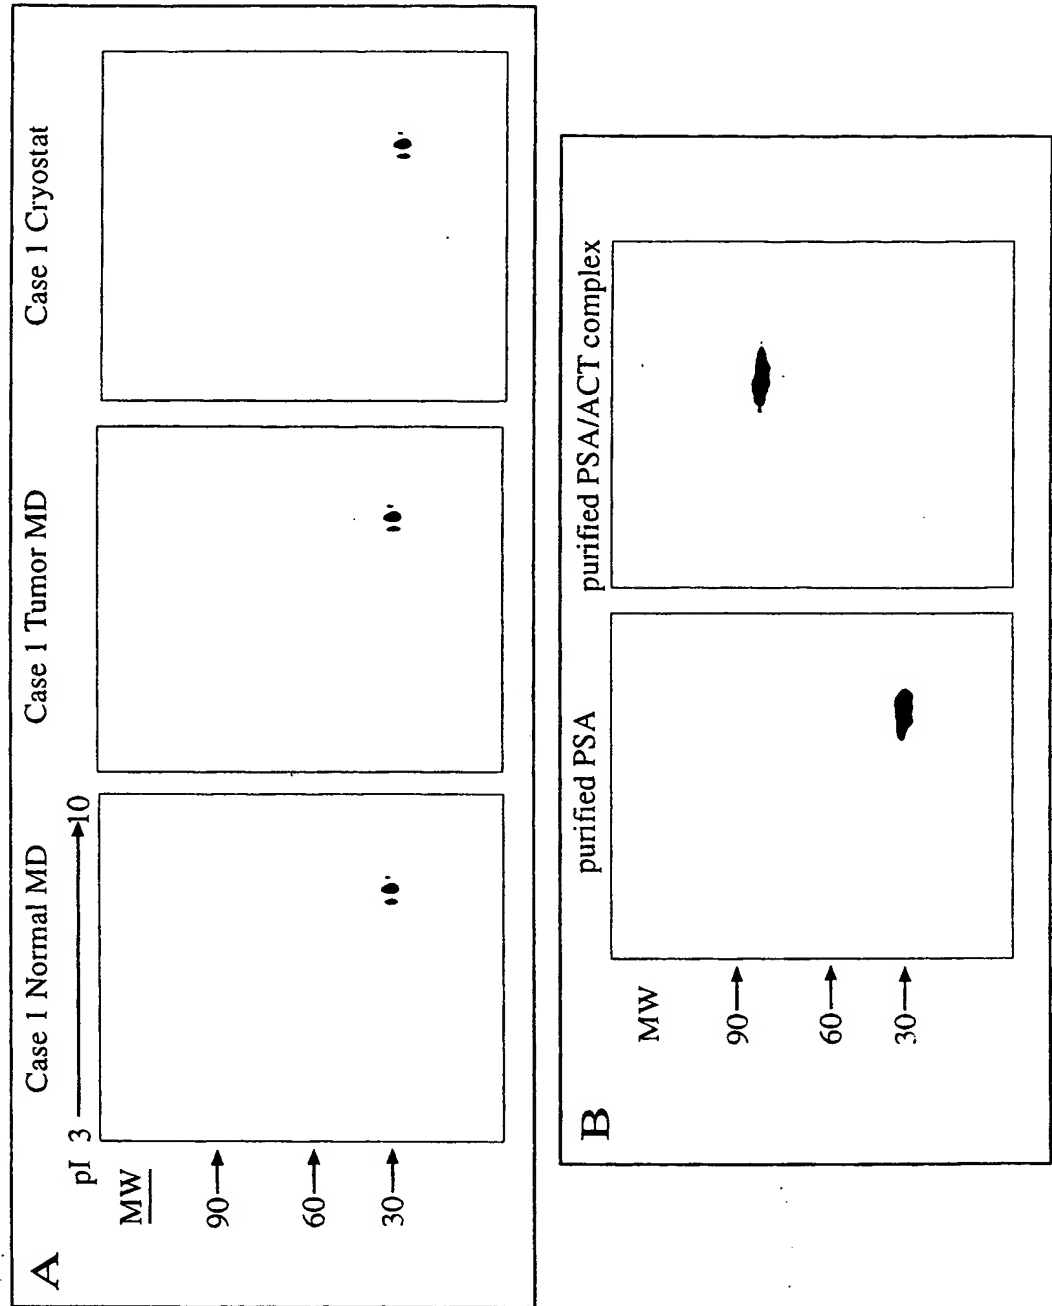 A
Case 1 Normal MD
Case 1 Tumor MD
Case 1 Cryostat
pI 3 10
MW
90
60
30
B
purified PSA
purified PSA/ACT complex
MW
90
60
30